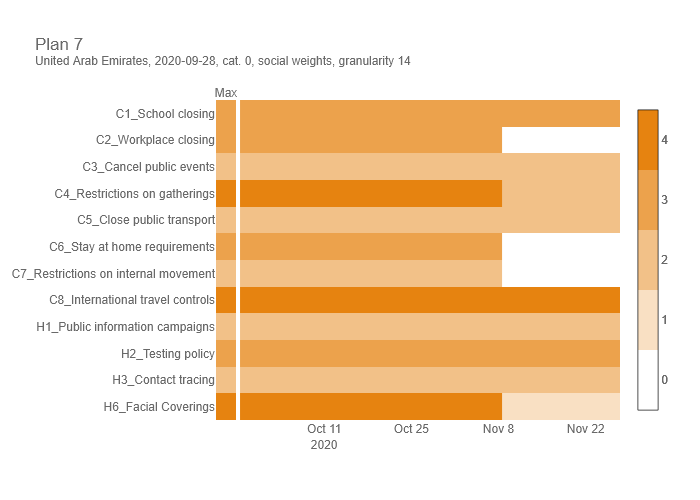 Plan 7
United Arab Emirates, 2020-09-28, cat. 0, social weights, granularity 14
Max
C1_School closing
C2_Workplace closing
C3_Cancel public events
C4_Restrictions on gatherings
C5_Close public transport
C6_Stay at home requirements
C7_Restrictions on internal movement
C8_International travel controls
H1_Public information campaigns
H2_Testing policy
H3_Contact tracing
H6_Facial Coverings
Oct 11 Oct 25 Nov 8 Nov 22
2020
4
3
2
1
0